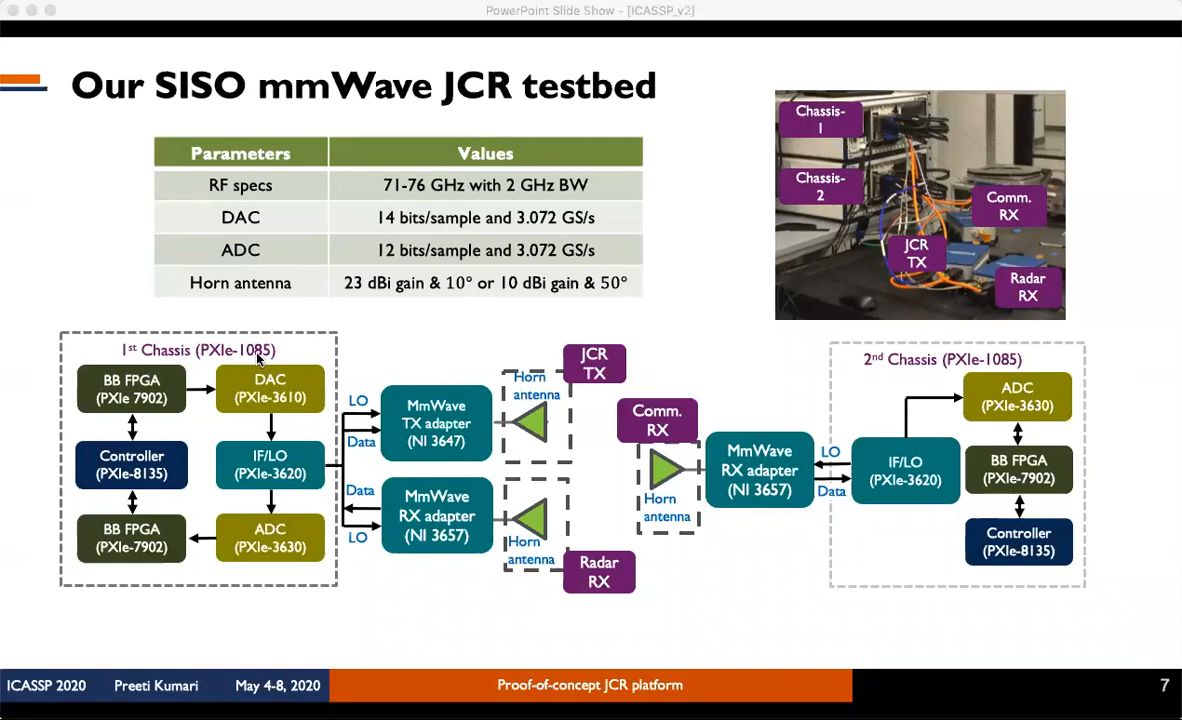 PowerPoint Slide Show - [ICASSP_v2]
Our SISO mmWave JCR testbed
Parameters Values
RF specs 71-76 GHz with 2 GHz BW
DAC 14 bits/sample and 3.072 GS/s
ADC 12 bits/sample and 3.072 GS/s
Horn antenna 23 dBi gain & 10° or 10 dBi gain & 50°
Chassis-
1
Chassis-
2
Comm.
RX
JCR
TX
Radar
RX
1st Chassis (PXIe-1085)
BB FPGA
(PXIe 7902)
DAC
(PXIe-3610)
Controller
(PXIe-8135)
IF/LO
(PXIe-3620)
BB FPGA
(PXIe-7902)
ADC
(PXIe-3630)
LO
Data
Data
LO
MmWave
TX adapter
(NI 3647)
MmWave
RX adapter
(NI 3657)
Horn
antenna
JCR
TX
Horn
antenna
Radar
RX
Comm.
RX
Horn
antenna
MmWave
RX adapter
(NI 3657)
LO
Data
2nd Chassis (PXIe-1085)
IF/LO
(PXIe-3620)
ADC
(PXIe-3630)
BB FPGA
(PXIe-7902)
Controller
(PXIe-8135)
ICASSP 2020 Preeti Kumari May 4-8, 2020 Proof-of-concept JCR platform 7